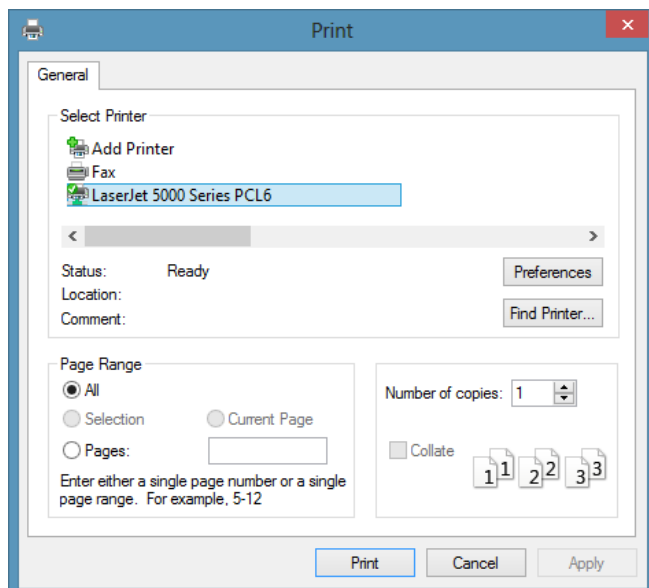 Print
General
Select Printer
Add Printer
Fax
LaserJet 5000 Series PCL6
Status: Ready
Preferences
Location:
Comment:
Find Printer...
Page Range
All
Selection Current Page
Pages:
Enter either a single page number or a single
page range. For example, 5-12
Number of copies: 1
Collate
1 1 2 2 3 3
Print Cancel Apply